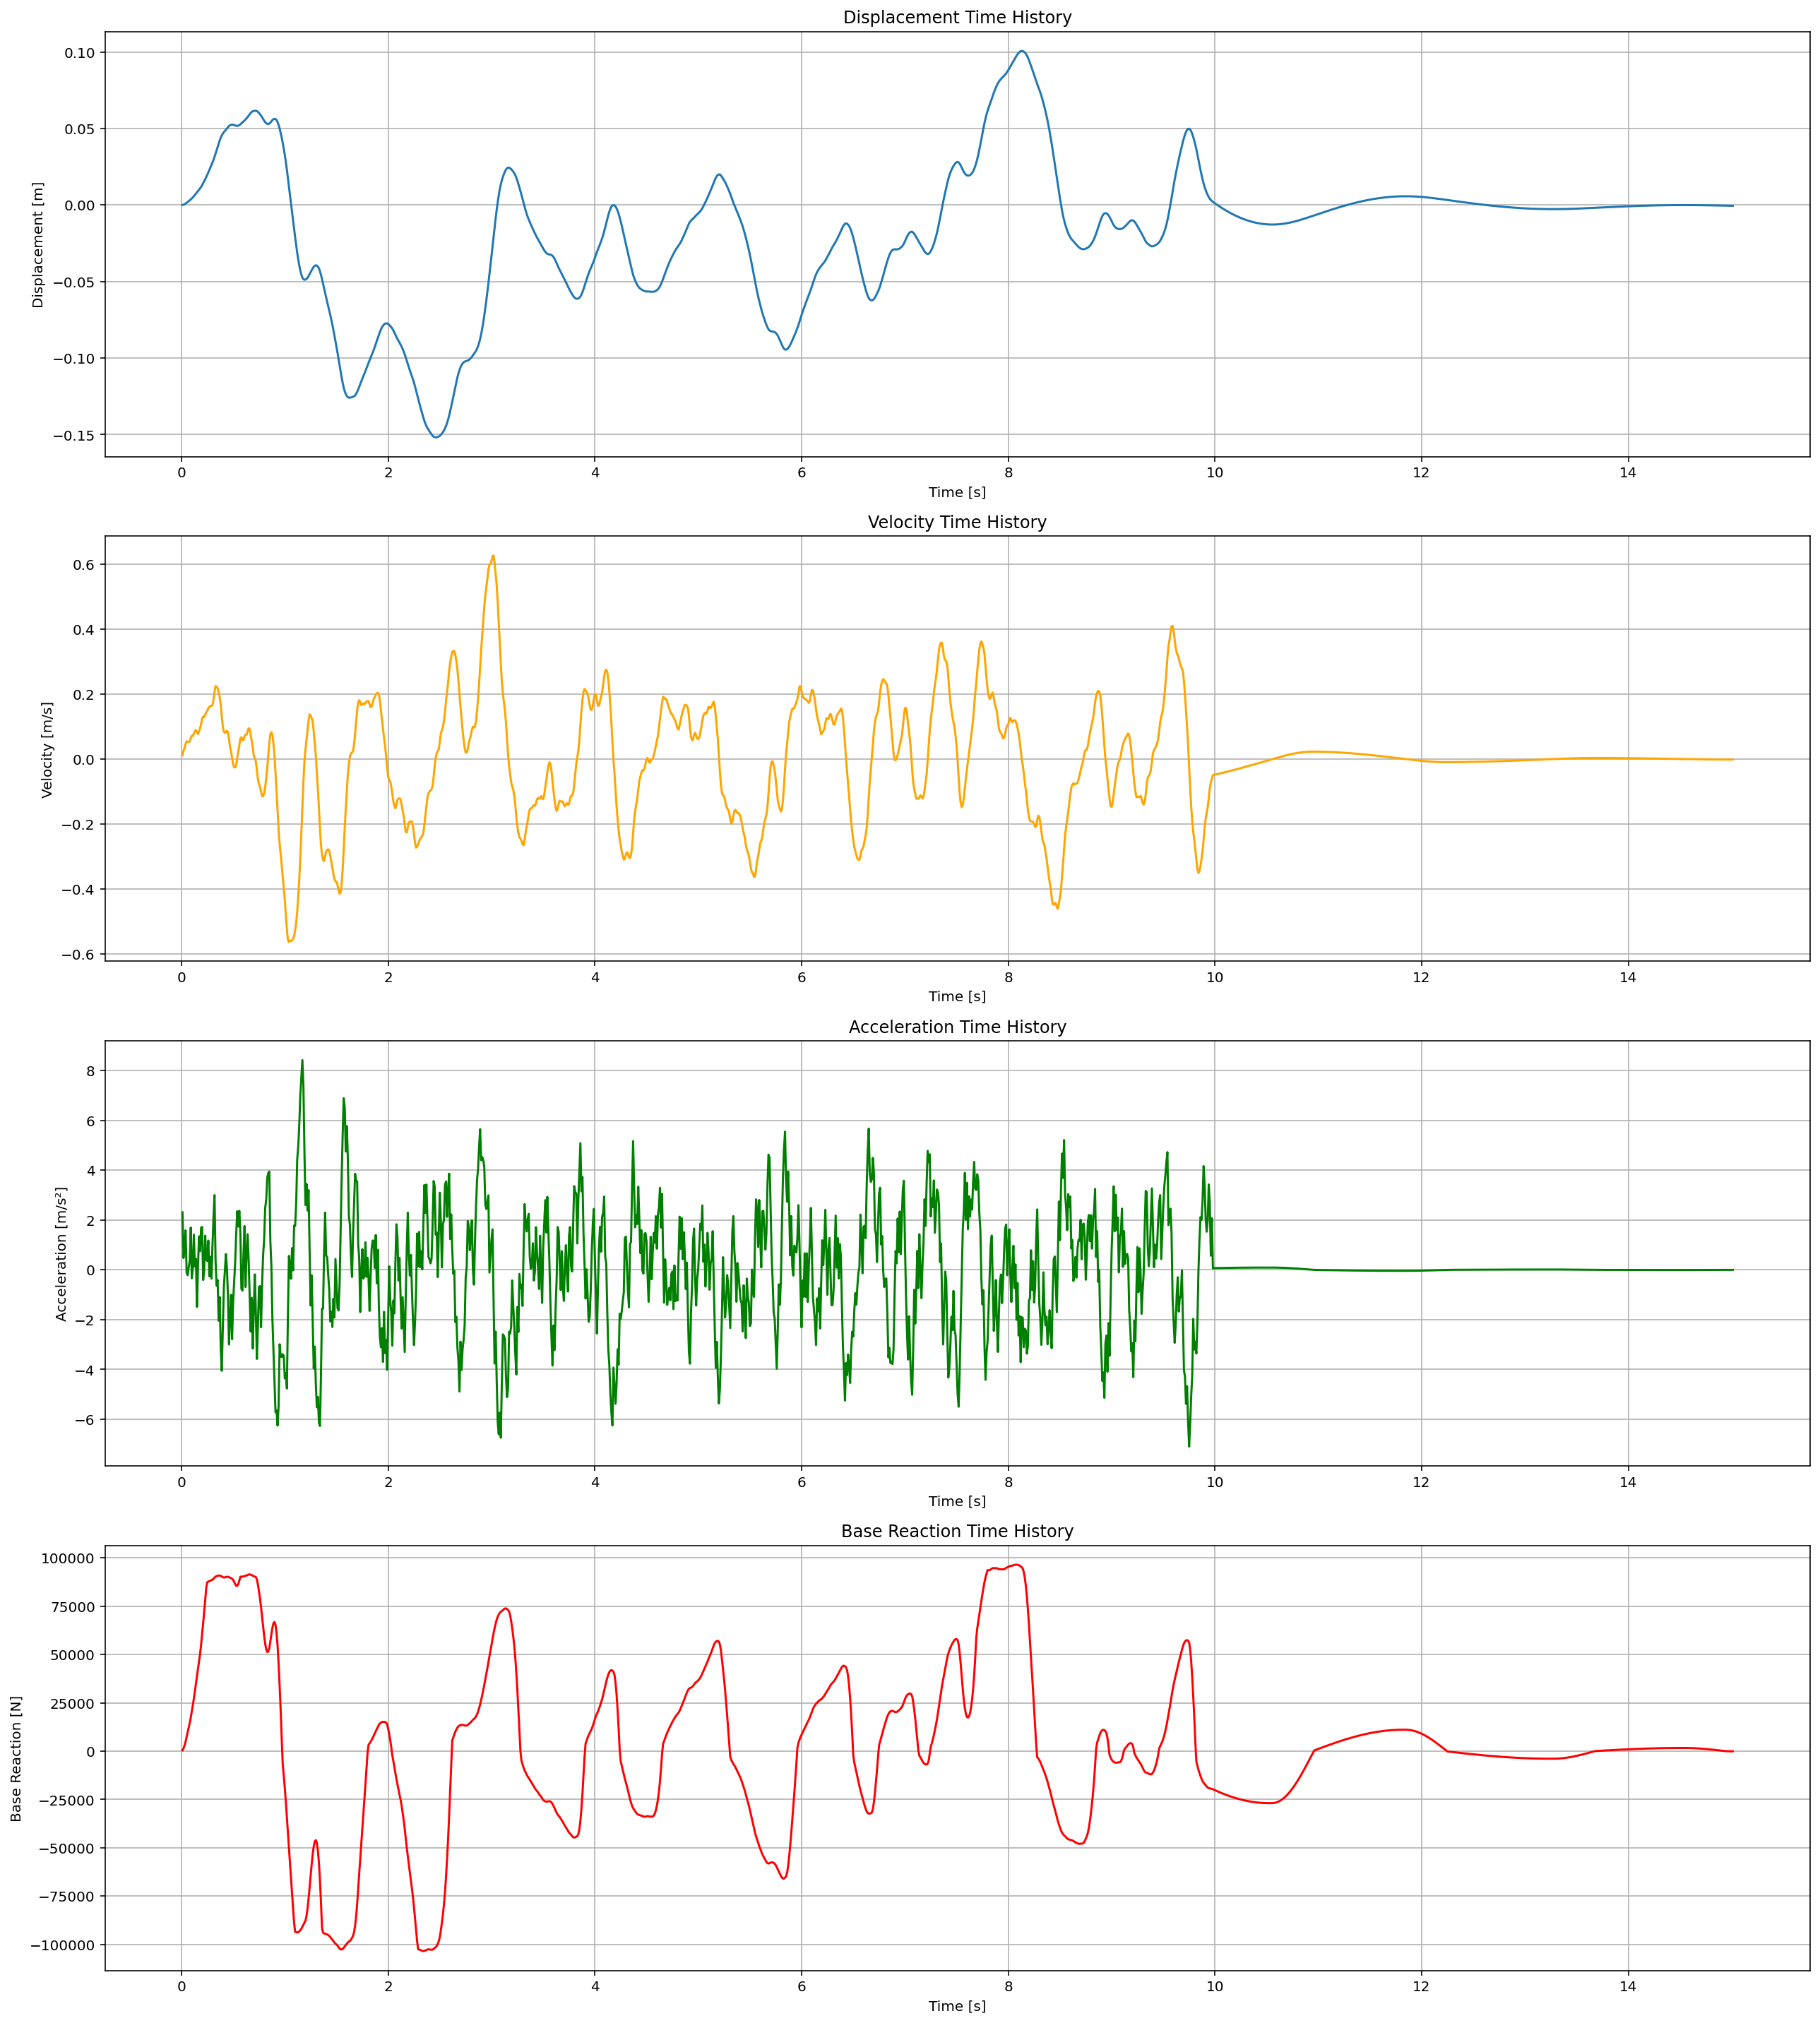 Displacement Time History
Displacement [m]
0.10
0.05
0.00
−0.05
−0.10
−0.15
0 2 4 6 8 10 12 14
Time [s]
Velocity Time History
Velocity [m/s]
0.6
0.4
0.2
0.0
−0.2
−0.4
−0.6
0 2 4 6 8 10 12 14
Time [s]
Acceleration Time History
Acceleration [m/s²]
8
6
4
2
0
−2
−4
−6
0 2 4 6 8 10 12 14
Time [s]
Base Reaction Time History
Base Reaction [N]
100000
75000
50000
25000
0
−25000
−50000
−75000
−100000
0 2 4 6 8 10 12 14
Time [s]